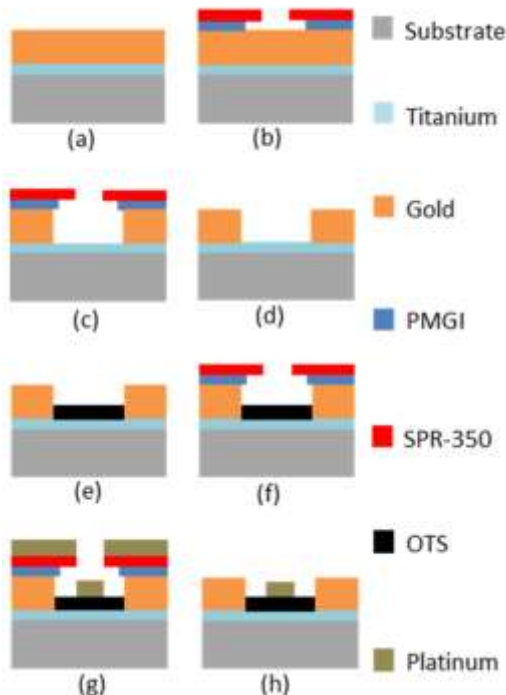 Substrate
(a)
(b)
Titanium
Gold
(c)
(d)
PMGI
SPR-350
(e)
(f)
OTS
Platinum
(g)
(h)